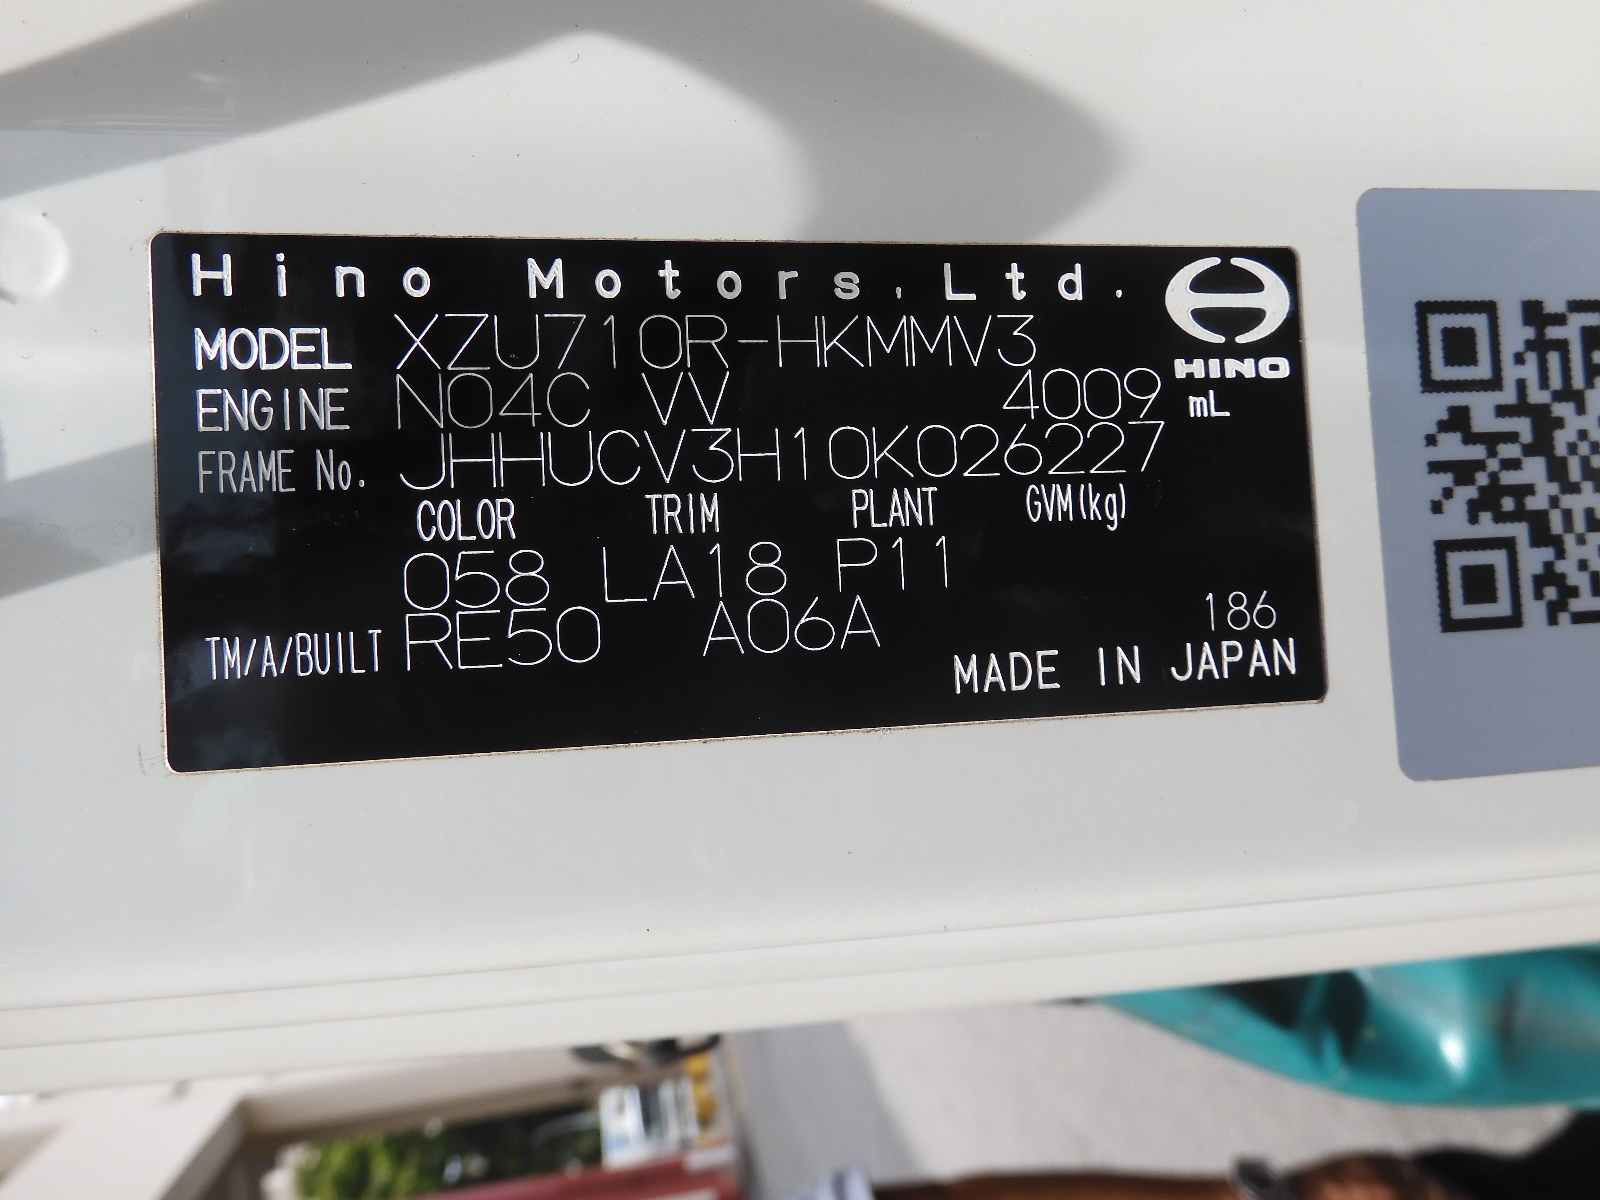 Hino Motors, Ltd.
HINO
MODEL XZU710R-HKMMV3
ENGINE N04C VV 4009 mL
FRAME No. JHHUCV3H10K026227
COLOR TRIM PLANT GVM(kg)
058 LA18 P11
TM/A/BUILT RE50 A06A 186
MADE IN JAPAN